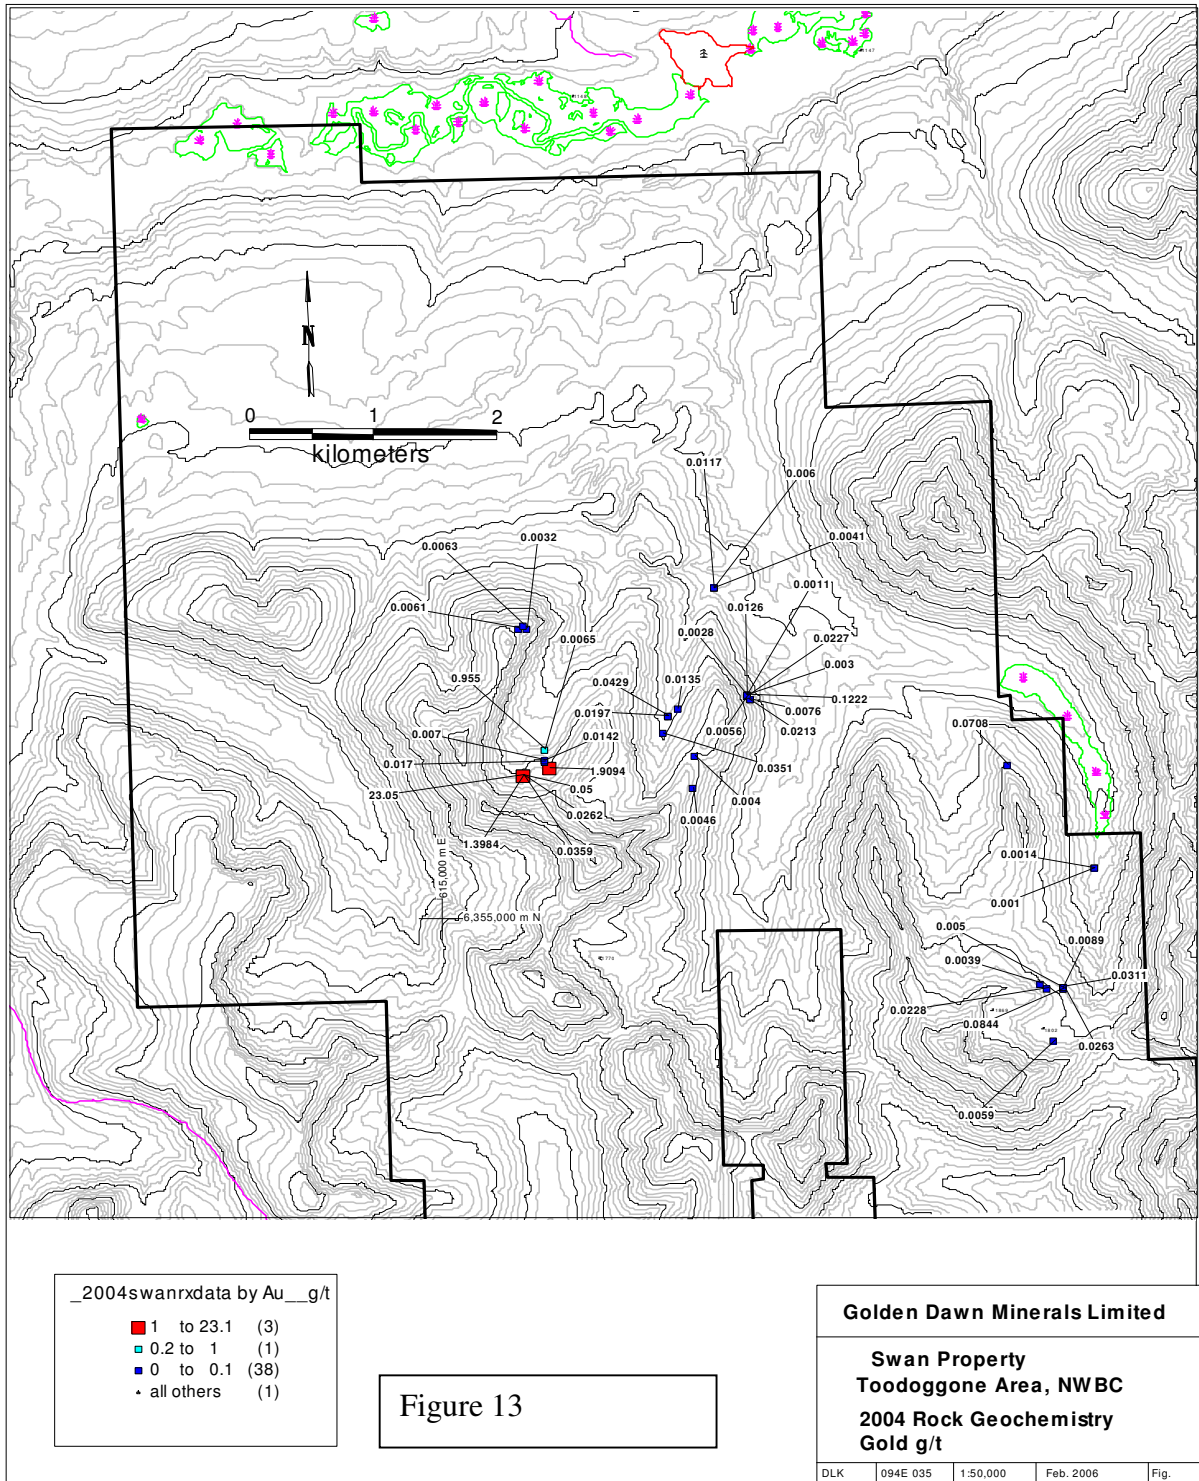 N
0 1 2
kilometers
0.0117
0.006
0.0041
0.0032
0.0063
0.0011
0.0061
0.0126
0.0065
0.0028
0.0227
0.003
0.955
0.0429
0.0135
0.1222
0.0197
0.0076
0.007
0.0142
0.0056
0.0213
0.0708
0.017
0.0351
1.9094
23.05
0.05
0.004
0.0262
0.0046
1.3984
0.0359
0.0014
615,000 m E
0.001
6,355,000 m N
0.005
0.0089
0.0039
0.0311
0.0228
0.0844
0.0263
0.0059
_2004swanrxdata by Au__g/t
1 to 23.1 (3)
0.2 to 1 (1)
0 to 0.1 (38)
all others (1)
Figure 13
Golden Dawn Minerals Limited
Swan Property
Toodoggone Area, NWBC
2004 Rock Geochemistry
Gold g/t
DLK 094E 035 1:50,000 Feb. 2006 Fig.